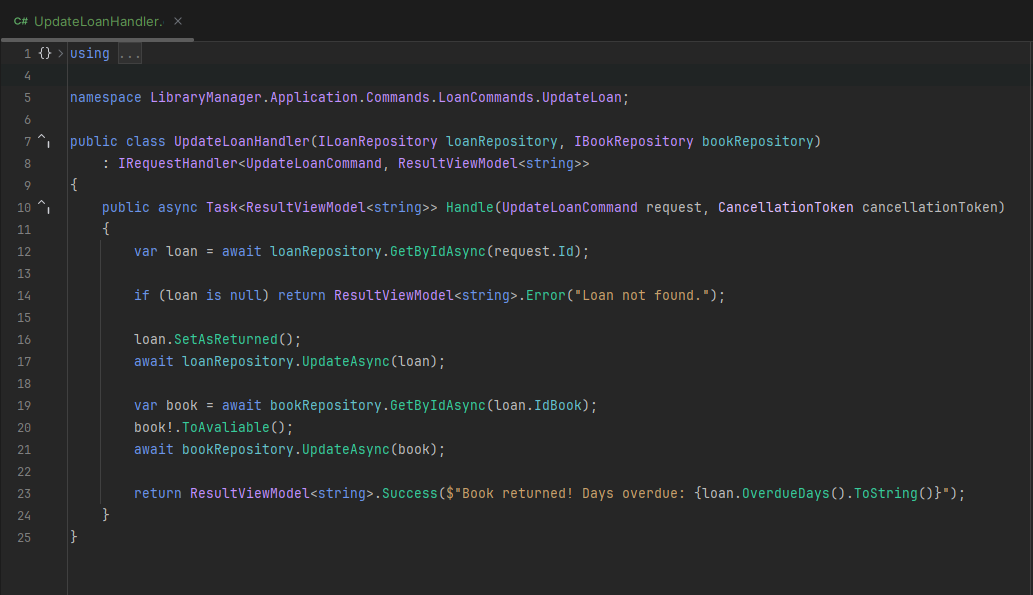 C# UpdateLoanHandler. ×
1 {} > using ...
4
5 namespace LibraryManager.Application.Commands.LoanCommands.UpdateLoan;
6
7 public class UpdateLoanHandler(ILoanRepository loanRepository, IBookRepository bookRepository)
8     : IRequestHandler<UpdateLoanCommand, ResultViewModel<string>>
9 {
10     public async Task<ResultViewModel<string>> Handle(UpdateLoanCommand request, CancellationToken cancellationToken)
11     {
12         var loan = await loanRepository.GetByIdAsync(request.Id);
13
14         if (loan is null) return ResultViewModel<string>.Error("Loan not found.");
15
16         loan.SetAsReturned();
17         await loanRepository.UpdateAsync(loan);
18
19         var book = await bookRepository.GetByIdAsync(loan.IdBook);
20         book!.ToAvaliable();
21         await bookRepository.UpdateAsync(book);
22
23         return ResultViewModel<string>.Success($"Book returned! Days overdue: {loan.OverdueDays().ToString()}");
24     }
25 }